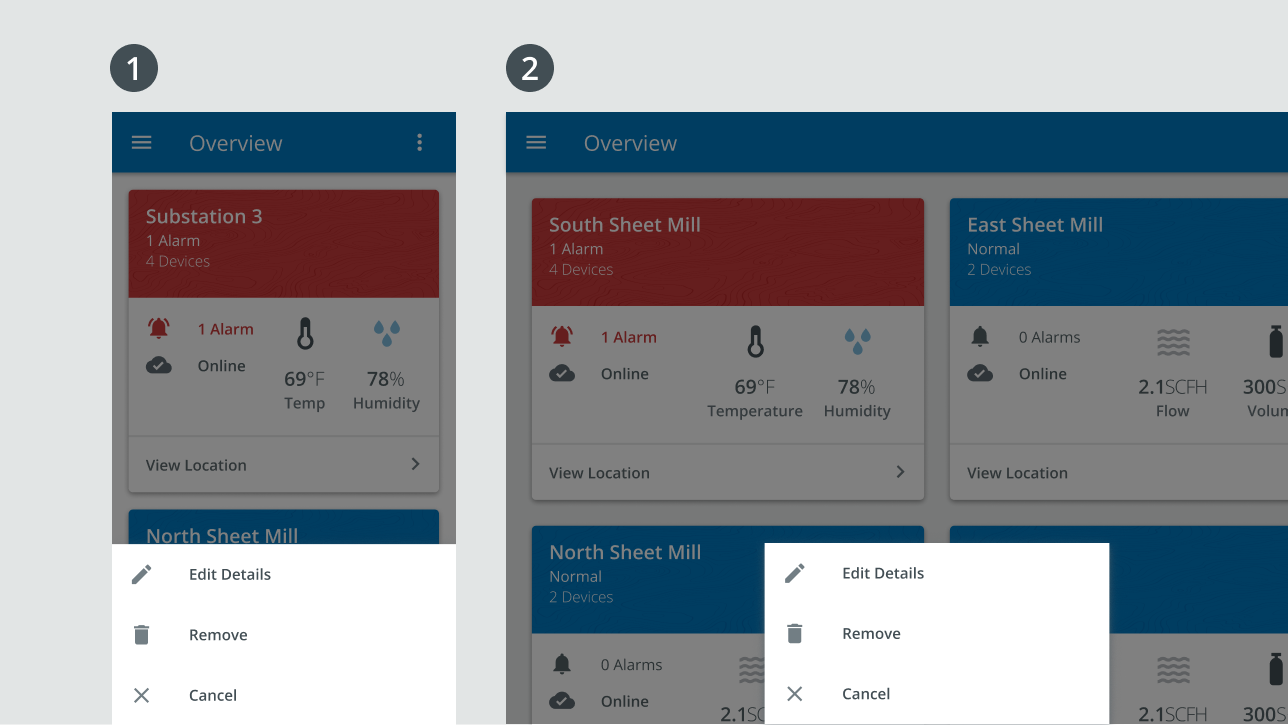 1
Overview
Substation 3
1 Alarm
4 Devices
1 Alarm
Online
69°F
Temp
78%
Humidity
View Location
North Sheet Mill
Edit Details
Remove
Cancel
2
Overview
South Sheet Mill
1 Alarm
4 Devices
1 Alarm
Online
69°F
Temperature
78%
Humidity
View Location
East Sheet Mill
Normal
2 Devices
0 Alarms
Online
2.1SCFH
Flow
300S
Volum
View Location
North Sheet Mill
Normal
2 Devices
0 Alarms
Online
2.1SC
2.1SCFH
300S
Edit Details
Remove
Cancel